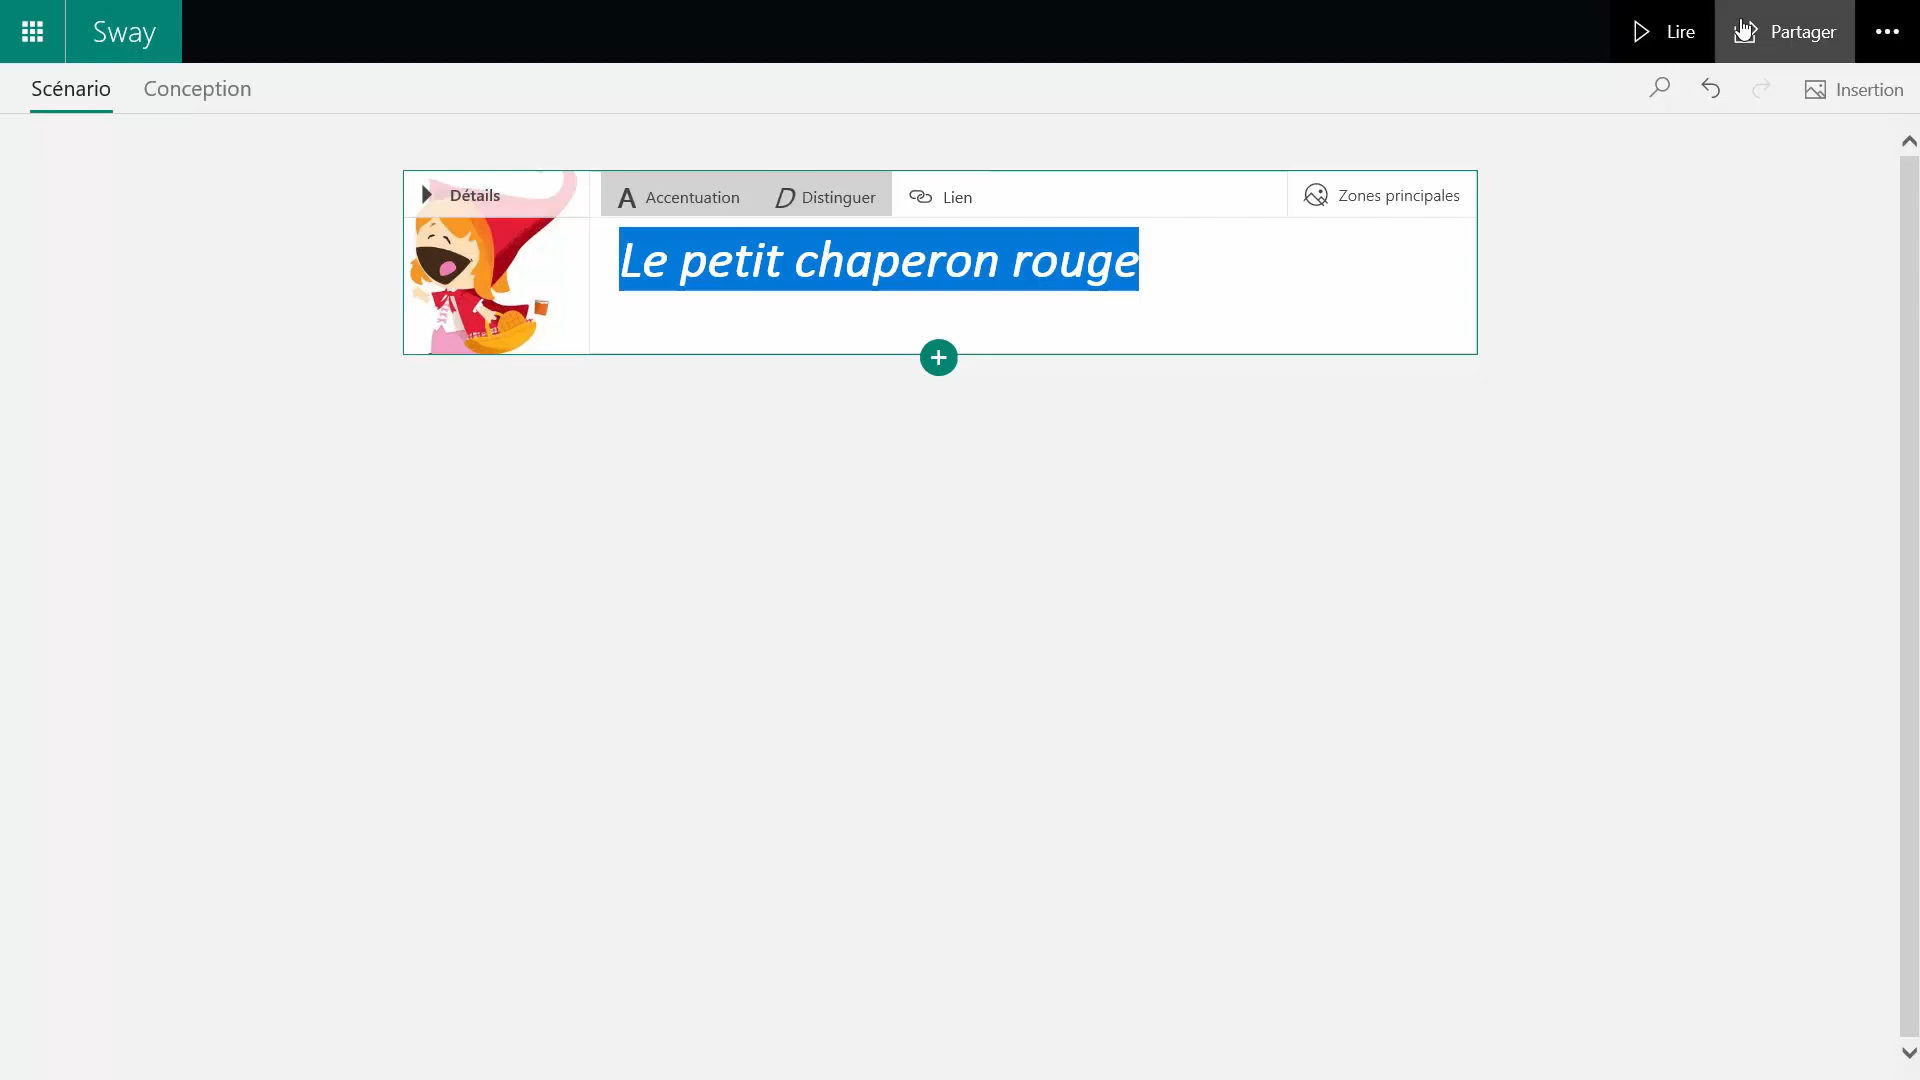 Sway
Lire
Partager
Scénario
Conception
Insertion
Détails
A Accentuation
D Distinguer
Lien
Zones principales
Le petit chaperon rouge